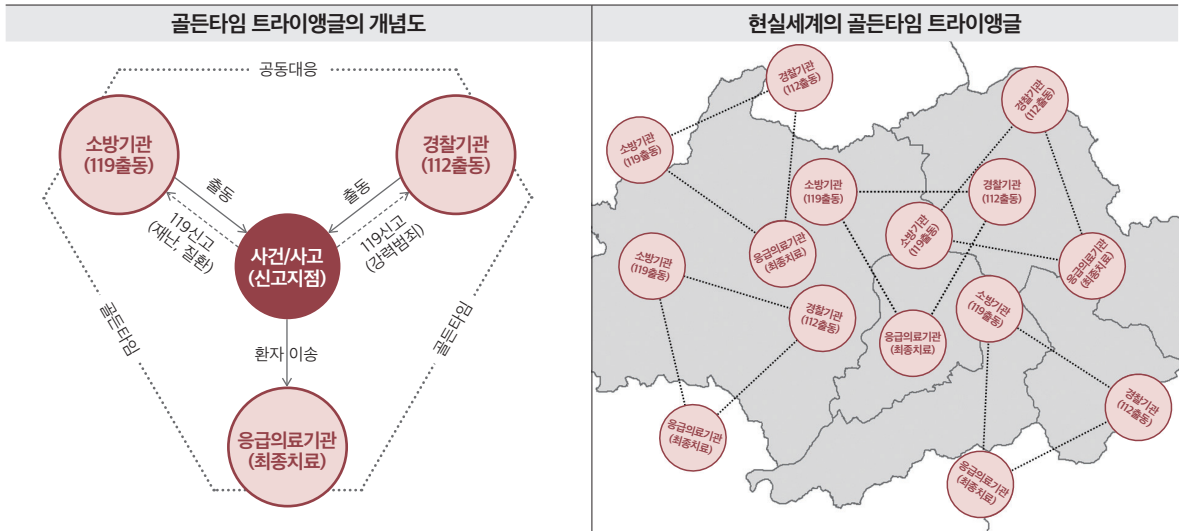 골든타임 트라이앵글의 개념도
공동대응
소방기관
(119출동)
경찰기관
(112출동)
출동
출동
119신고
(재난, 질환)
119신고
(강력범죄)
사건/사고
(신고지점)
골든타임
골든타임
환자 이송
응급의료기관
(최종치료)
현실세계의 골든타임 트라이앵글
경찰기관
(112출동)
경찰기관
(112출동)
소방기관
(119출동)
소방기관
(119출동)
경찰기관
(112출동)
소방기관
(119출동)
응급의료기관
(최종치료)
응급의료기관
(최종치료)
소방기관
(119출동)
경찰기관
(112출동)
소방기관
(119출동)
응급의료기관
(최종치료)
경찰기관
(112출동)
응급의료기관
(최종치료)
응급의료기관
(최종치료)